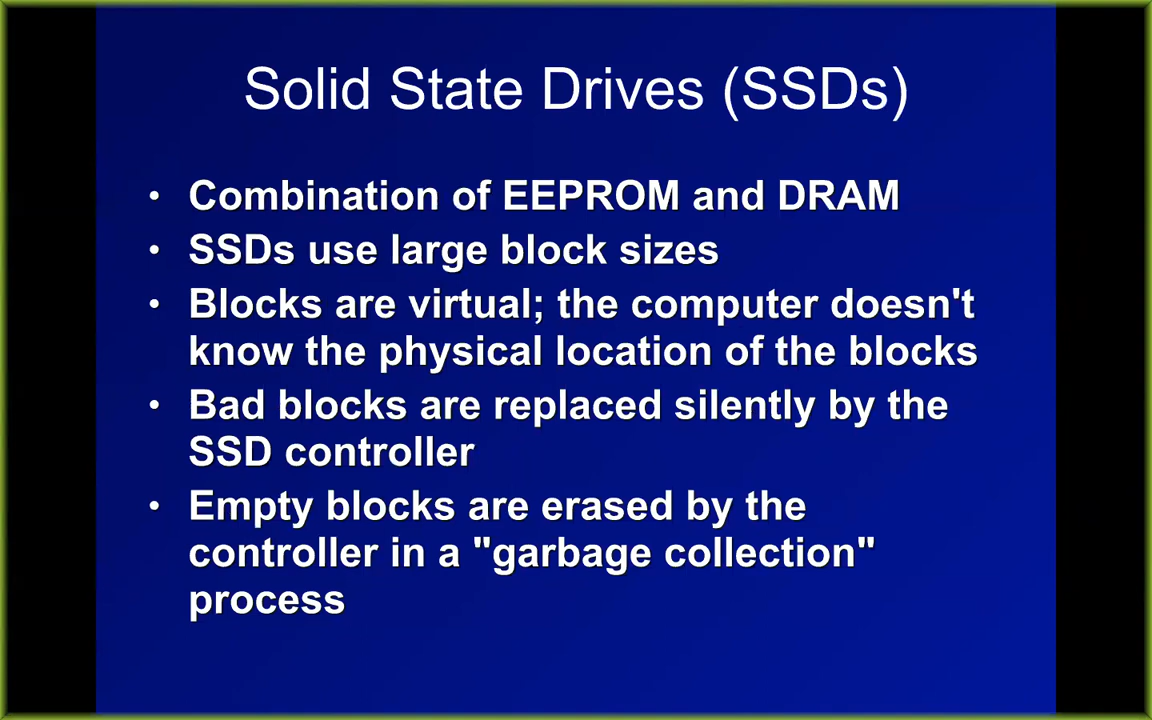 Solid State Drives (SSDs)
• Combination of EEPROM and DRAM
• SSDs use large block sizes
• Blocks are virtual; the computer doesn't
know the physical location of the blocks
• Bad blocks are replaced silently by the
SSD controller
• Empty blocks are erased by the
controller in a "garbage collection"
process